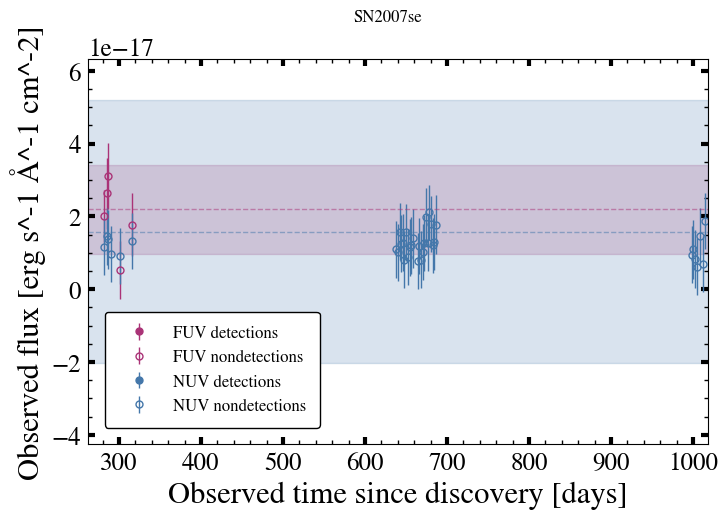 SN2007se
1e−17
6
4
2
0
−2
−4
Observed flux [erg s^-1 Å^-1 cm^-2]
FUV detections
FUV nondetections
NUV detections
NUV nondetections
300 400 500 600 700 800 900 1000
Observed time since discovery [days]